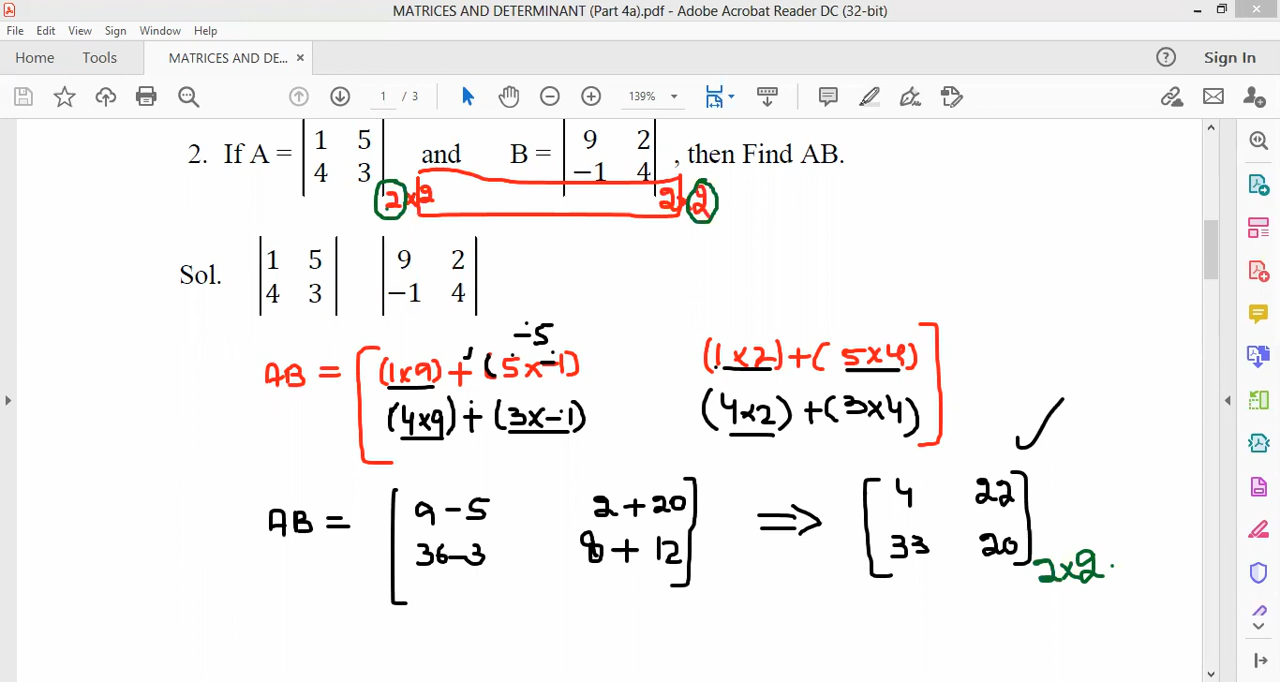 MATRICES AND DETERMINANT (Part 4a).pdf - Adobe Acrobat Reader DC (32-bit)
File Edit View Sign Window Help
Home Tools MATRICES AND DE... × ? Sign In
1 / 3 139%
2. If A = |1 5| and B = |9 2| , then Find AB.
|4 3| |−1 4|
2×2 2×2
Sol. |1 5| |9 2|
|4 3| |−1 4|
-5
AB = [(1×9)+(5×-1) (1×2)+(5×4)]
[(4×9)+(3×-1) (4×2)+(3×4)]
AB = [9-5 2+20] ⇒ [4 22]
[36-3 8+12] [33 20] 2×2